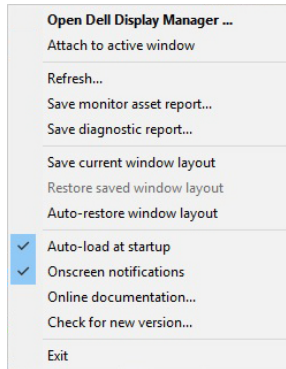 Open Dell Display Manager ...
Attach to active window
Refresh...
Save monitor asset report...
Save diagnostic report...
Save current window layout
Restore saved window layout
Auto-restore window layout
Auto-load at startup
Onscreen notifications
Online documentation...
Check for new version...
Exit